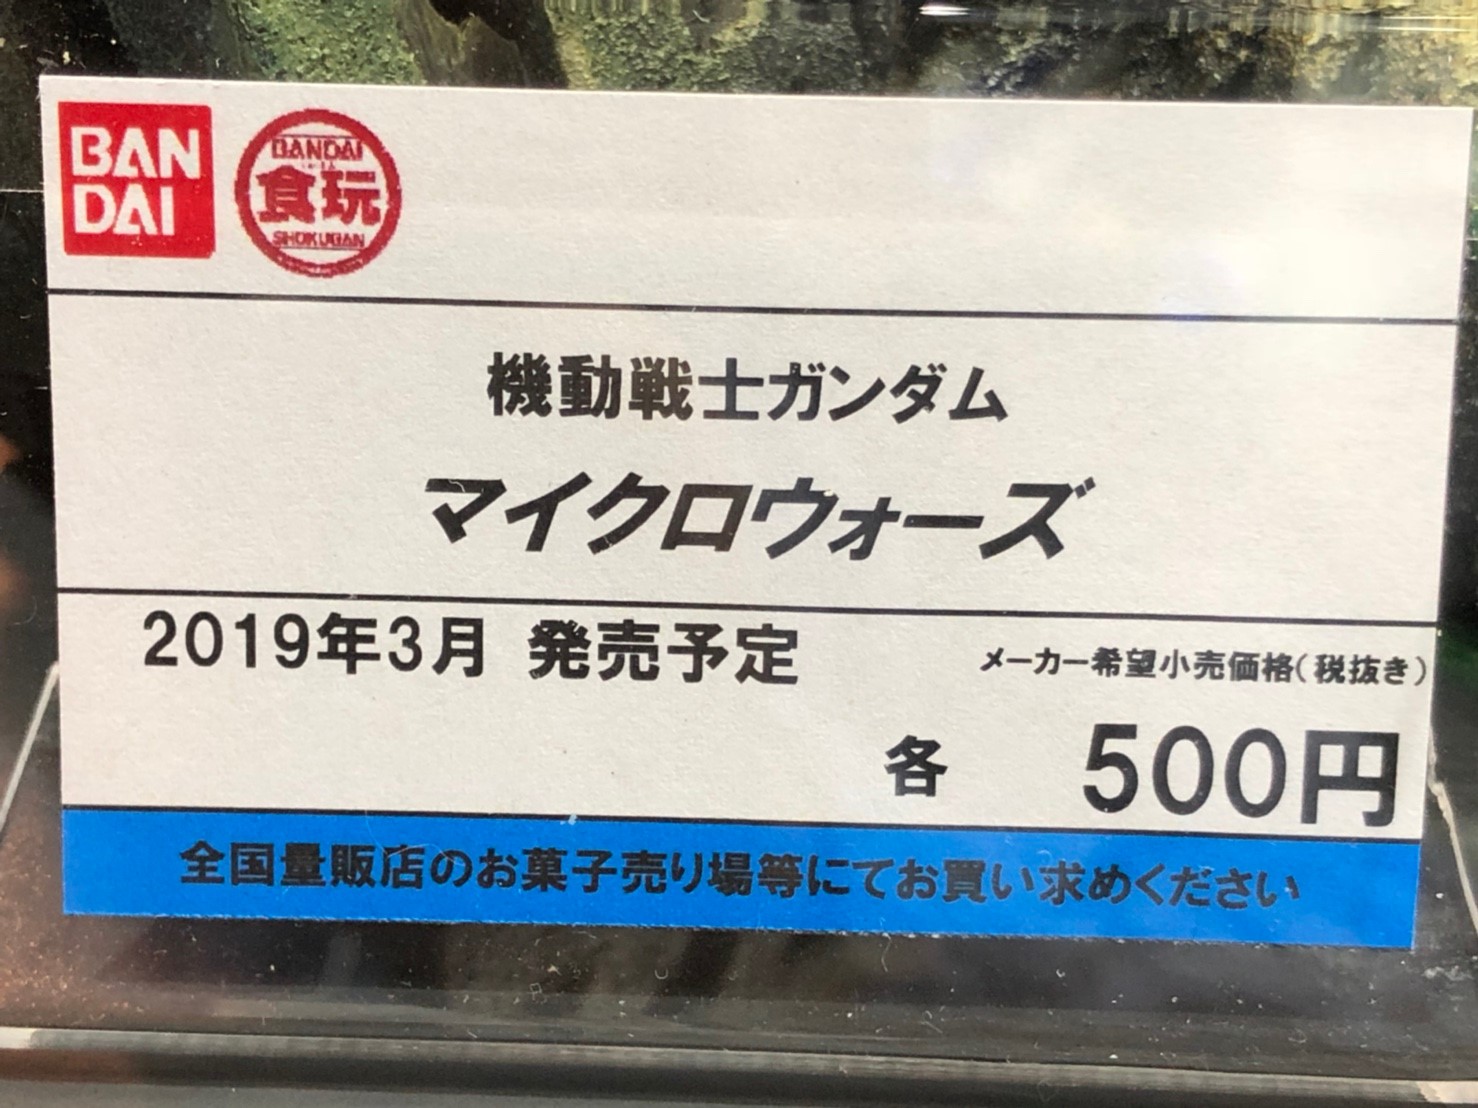 BAN
DAI
BANDAI
食玩
SHOKUGAN
機動戦士ガンダム
マイクロウォーズ
2019年3月 発売予定
メーカー希望小売価格(税抜き)
各 500円
全国量販店のお菓子売り場等にてお買い求めください